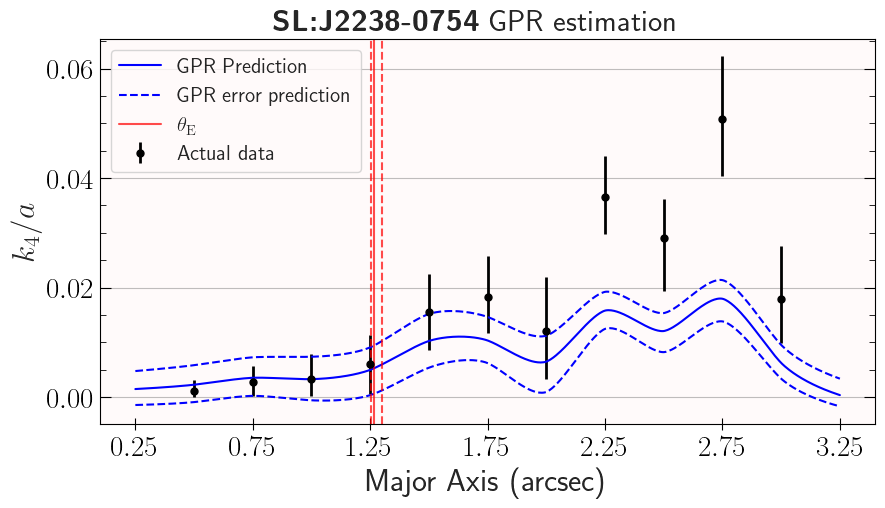 SL:J2238-0754 GPR estimation
GPR Prediction
GPR error prediction
θ_E
Actual data
k₄/a
0.06
0.04
0.02
0.00
0.25 0.75 1.25 1.75 2.25 2.75 3.25
Major Axis (arcsec)